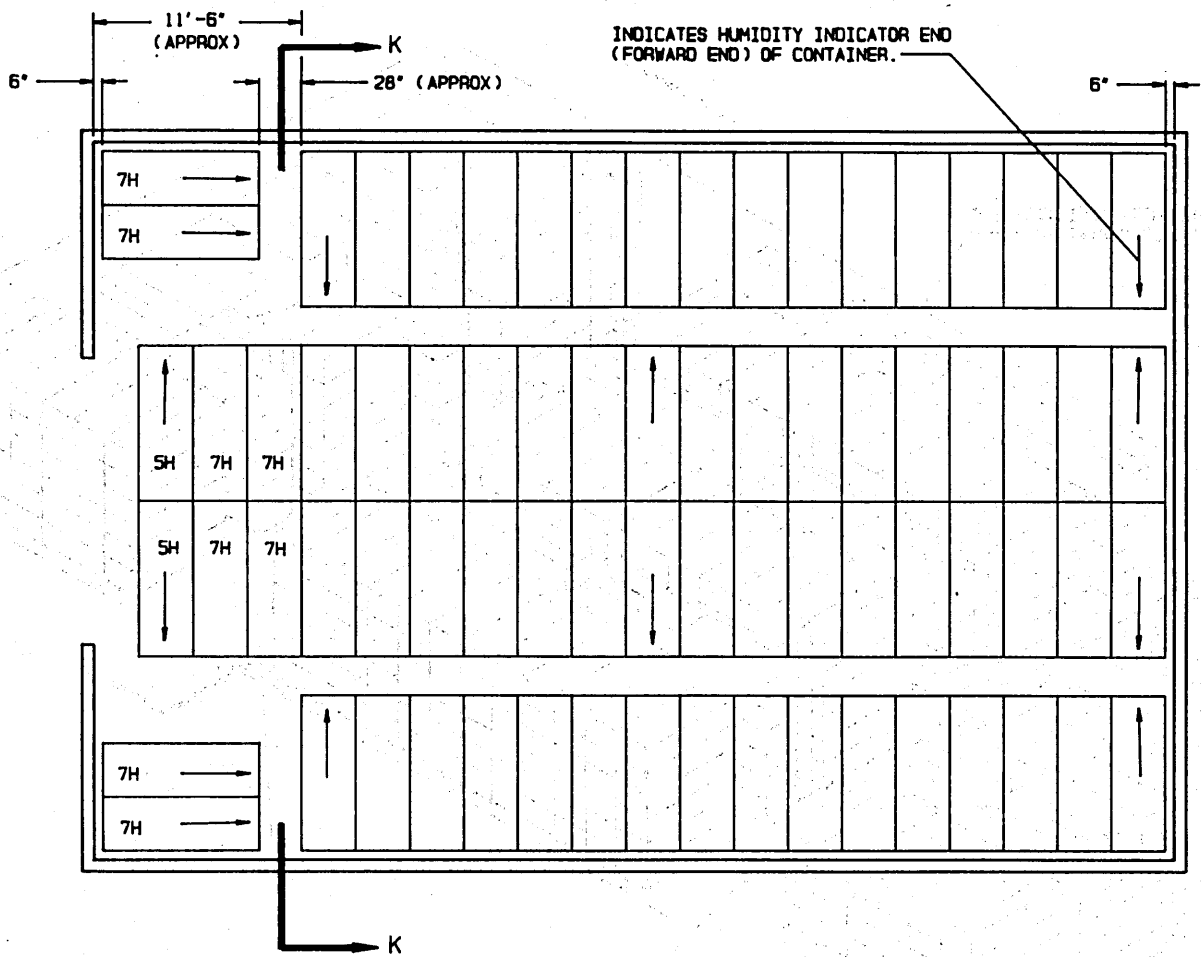 11'-6"
(APPROX)
K
INDICATES HUMIDITY INDICATOR END
(FORWARD END) OF CONTAINER.
6"
28" (APPROX)
6"
7H
7H
5H 7H 7H
5H 7H 7H
7H
7H
K